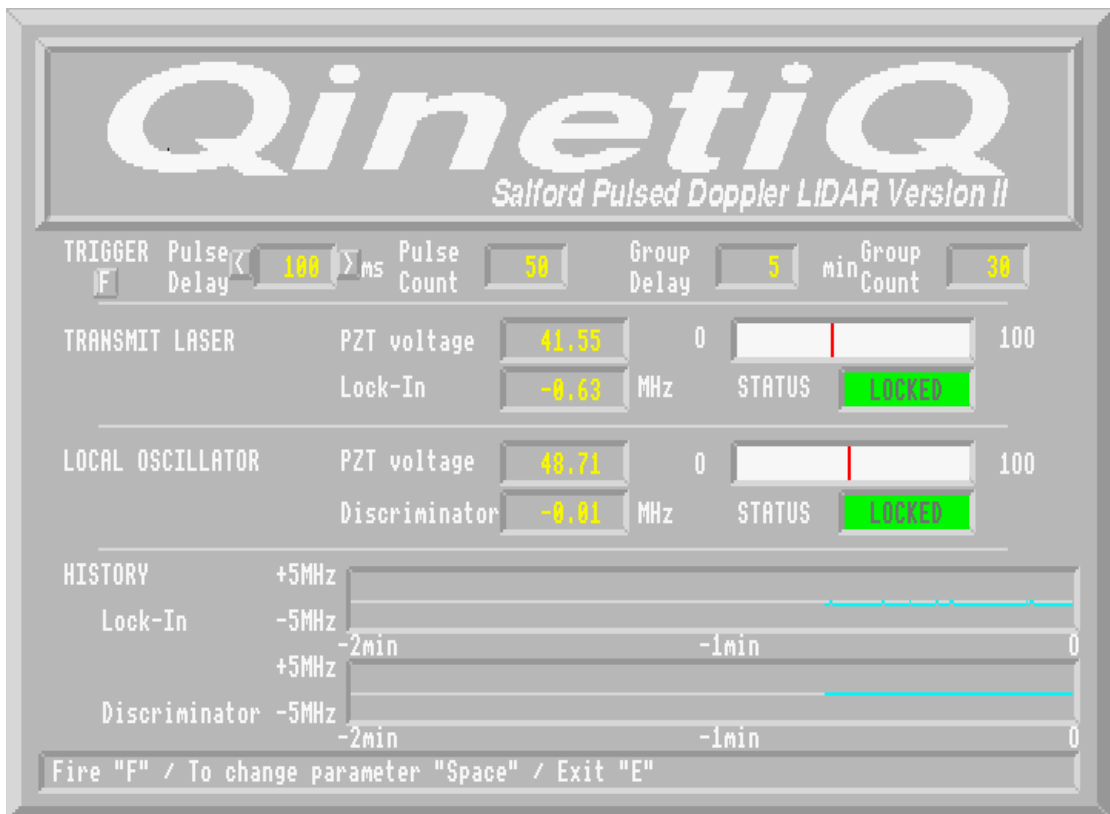 QinetiQ
Salford Pulsed Doppler LIDAR Version II
TRIGGER Pulse Delay < 100 > ms Pulse Count 50 Group Delay 5 min Group Count 30
F
TRANSMIT LASER PZT voltage 41.55 0 100
Lock-In -0.63 MHz STATUS LOCKED
LOCAL OSCILLATOR PZT voltage 48.71 0 100
Discriminator -0.01 MHz STATUS LOCKED
HISTORY +5MHz
Lock-In -5MHz
-2min -1min 0
+5MHz
Discriminator -5MHz
-2min -1min 0
Fire "F" / To change parameter "Space" / Exit "E"